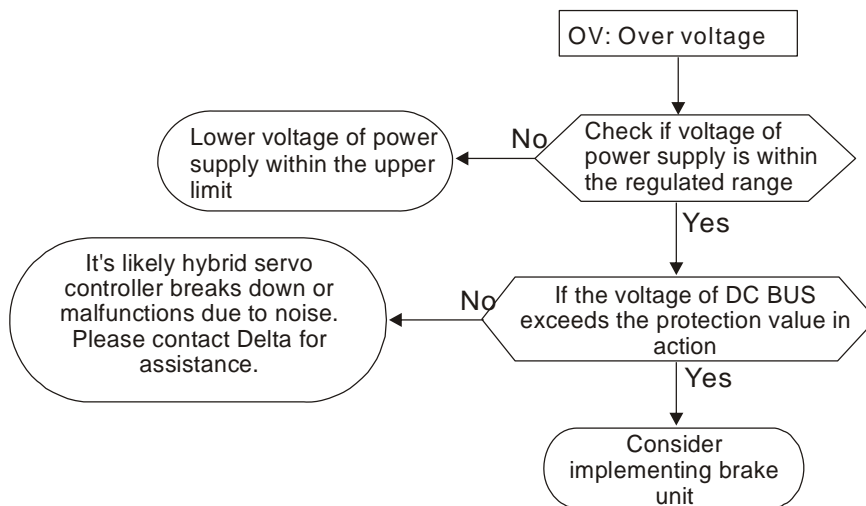 OV: Over voltage
Check if voltage of
power supply is within
the regulated range
No
Lower voltage of power
supply within the upper
limit
Yes
If the voltage of DC BUS
exceeds the protection value in
action
No
It's likely hybrid servo
controller breaks down or
malfunctions due to noise.
Please contact Delta for
assistance.
Yes
Consider
implementing brake
unit